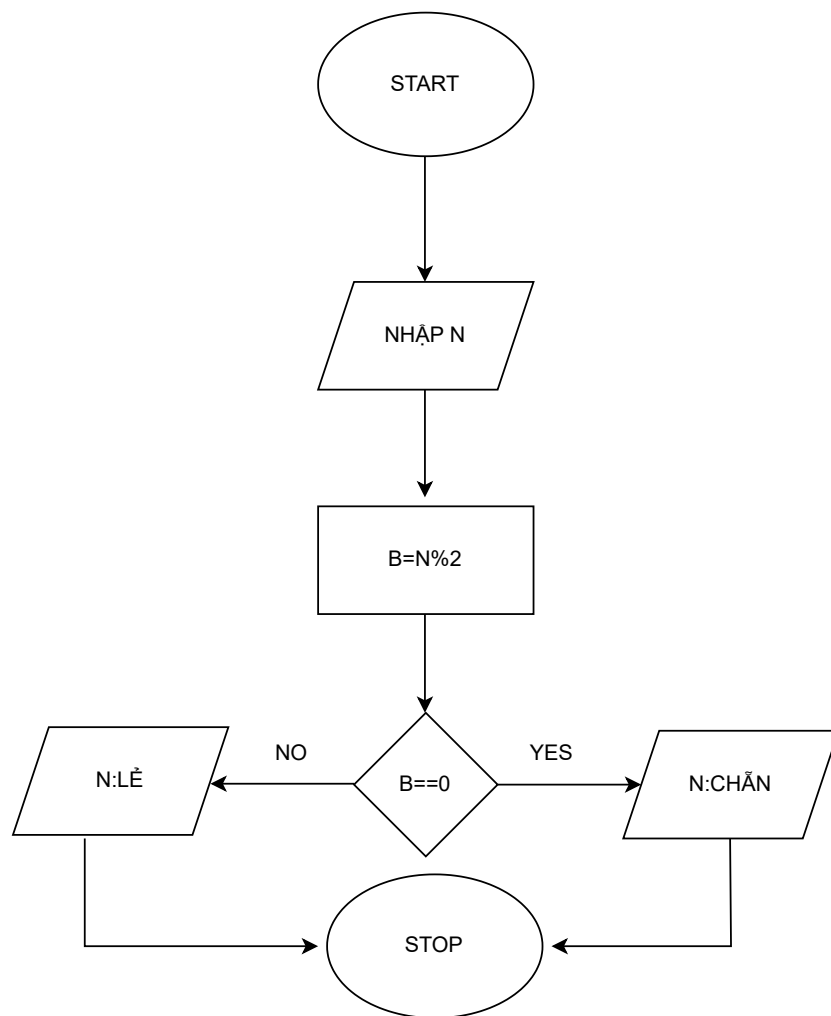 START
NHẬP N
B=N%2
NO
YES
N:LẺ
B==0
N:CHẴN
STOP